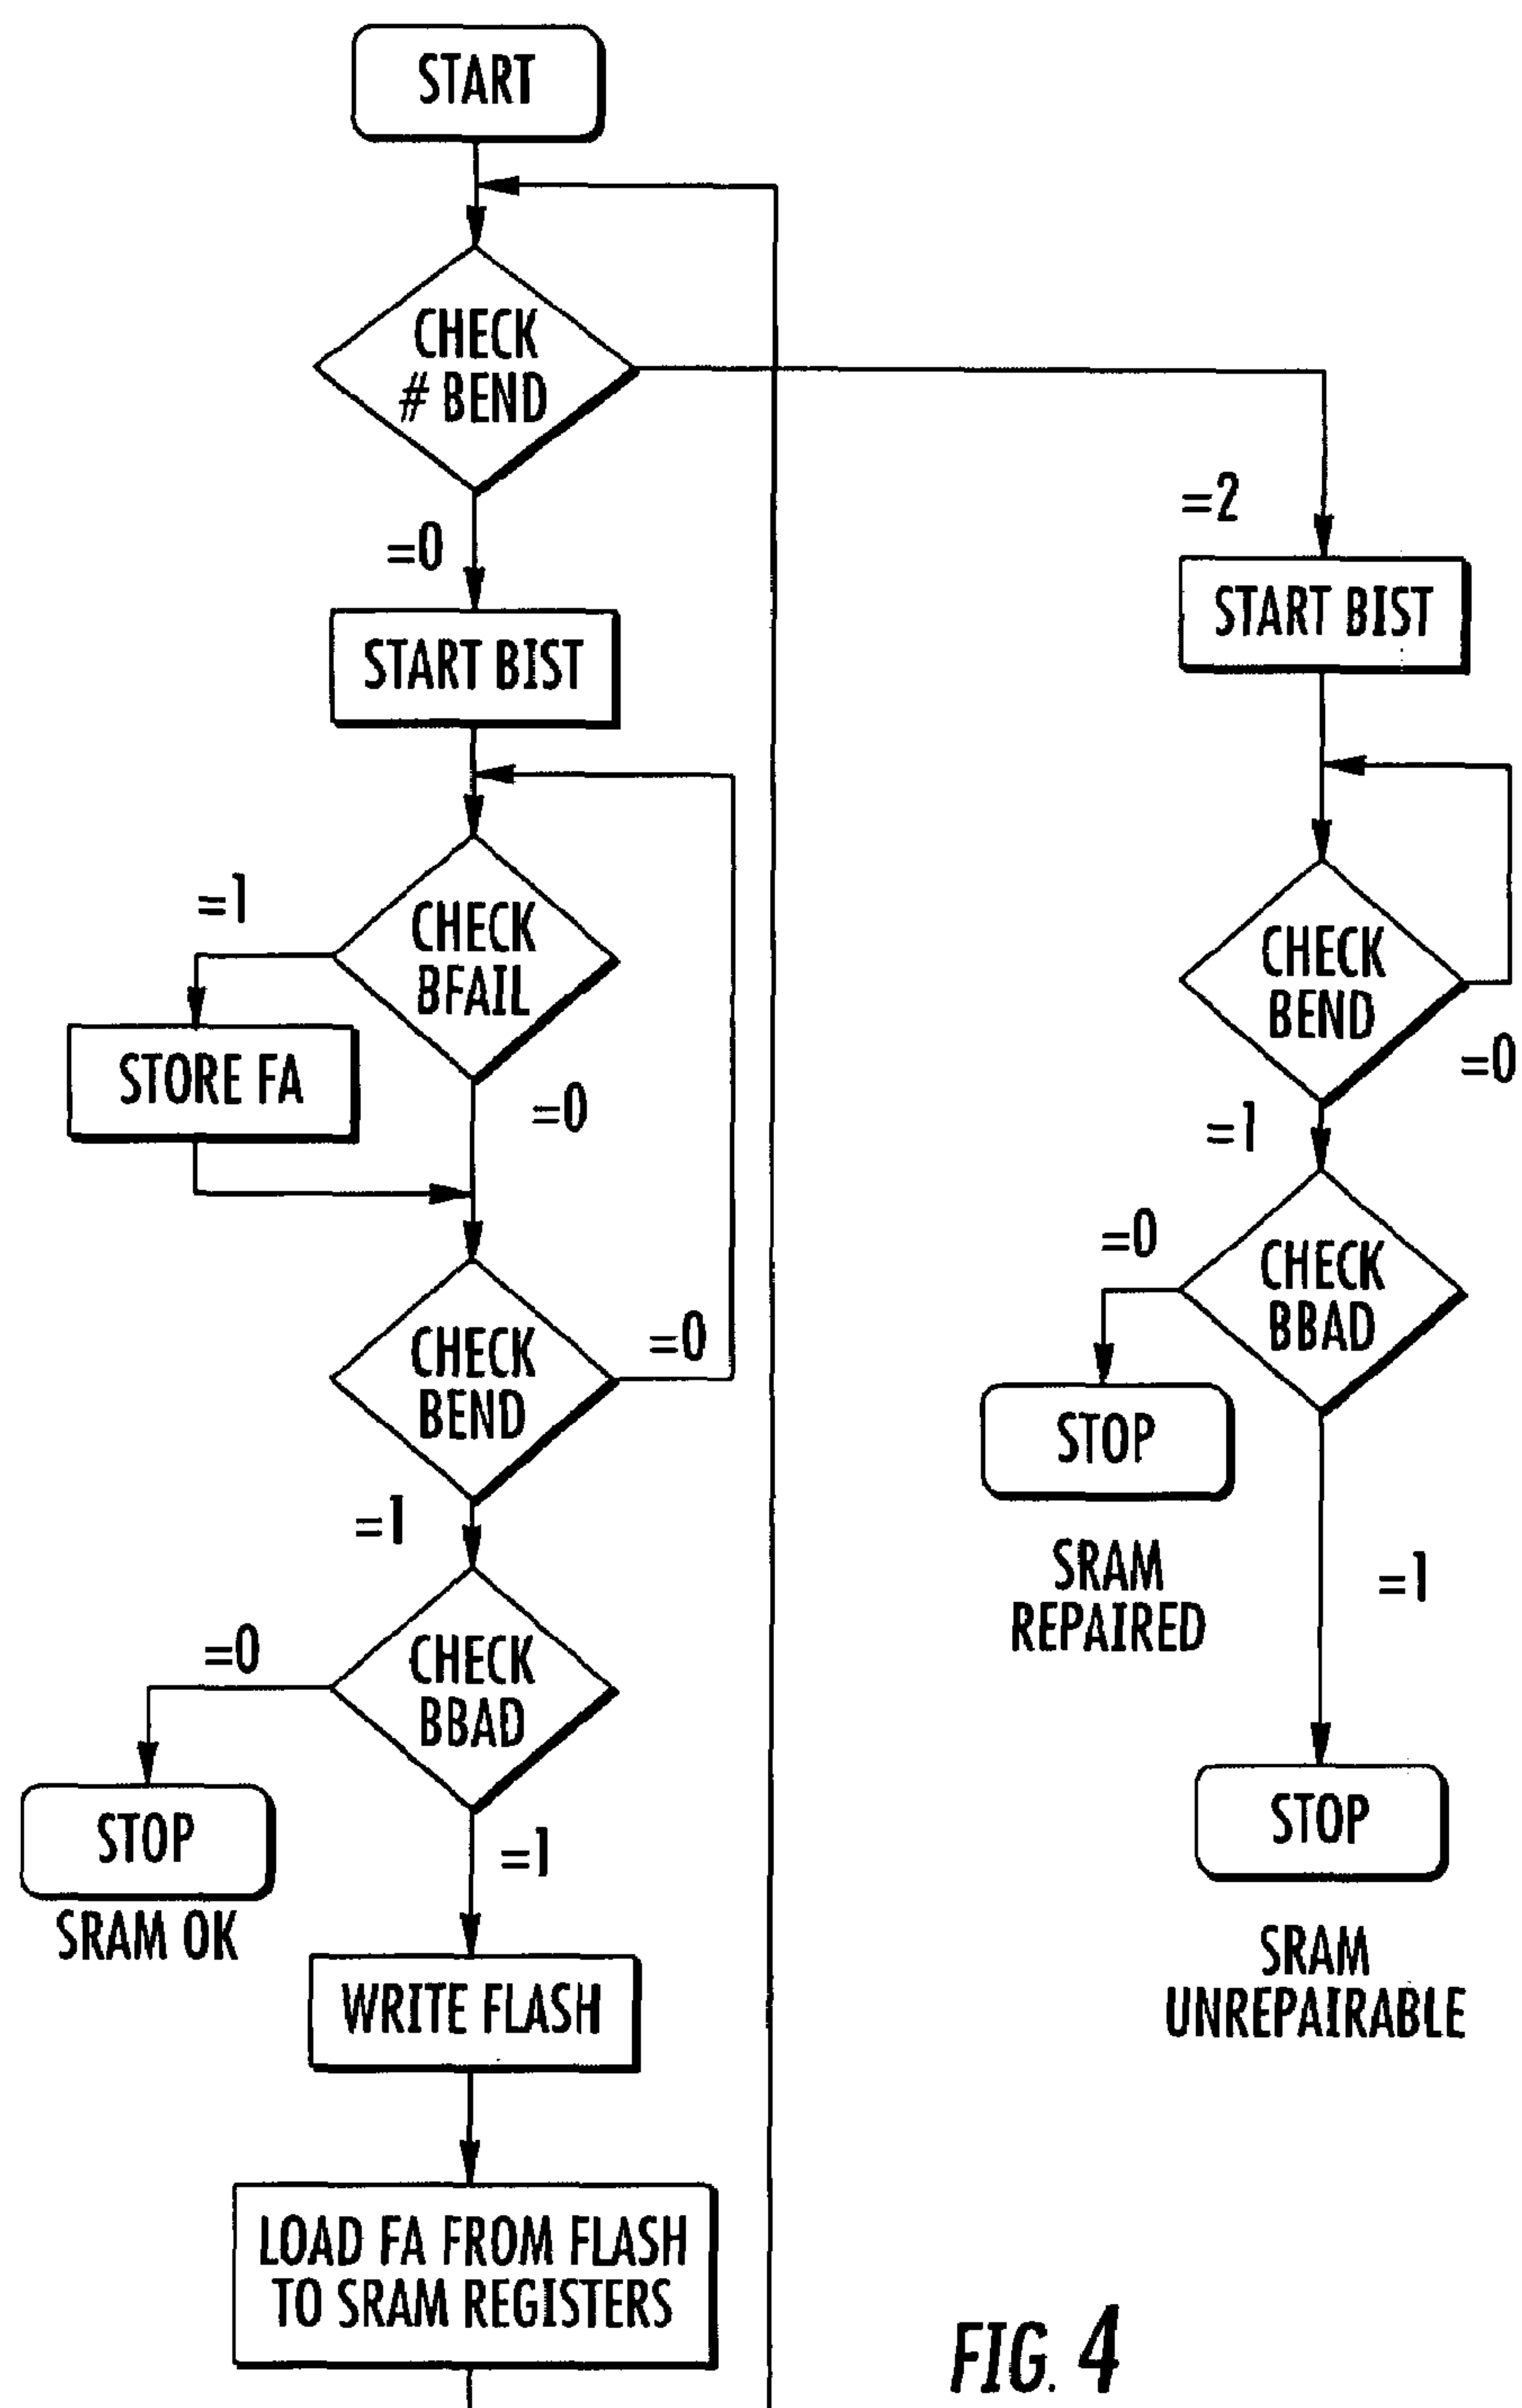 START
CHECK
# BEND
=0
START BIST
=1
CHECK
BFAIL
STORE FA
=0
CHECK
BEND
=0
=1
CHECK
BBAD
=0
STOP
SRAM OK
=1
WRITE FLASH
LOAD FA FROM FLASH
TO SRAM REGISTERS
=2
START BIST
CHECK
BEND
=0
=1
CHECK
BBAD
=0
STOP
SRAM
REPAIRED
=1
STOP
SRAM
UNREPAIRABLE
FIG. 4